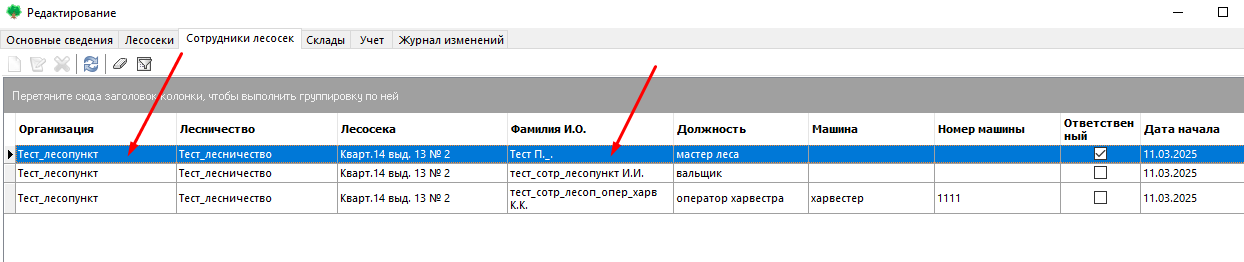 Редактирование
Основные сведения Лесосеки Сотрудники лесосек Склады Учет Журнал изменений
Перетяните сюда заголовок колонки, чтобы выполнить группировку по ней
Организация Лесничество Лесосека Фамилия И.О. Должность Машина Номер машины Ответствен
ный Дата начала
Тест_лесопункт Тест_лесничество Кварт.14 выд. 13 № 2 Тест П._. мастер леса 11.03.2025
Тест_лесопункт Тест_лесничество Кварт.14 выд. 13 № 2 тест_сотр_лесопункт И.И. вальщик 11.03.2025
Тест_лесопункт Тест_лесничество Кварт.14 выд. 13 № 2 тест_сотр_лесоп_опер_харв
К.К. оператор харвестра харвестер 1111 11.03.2025